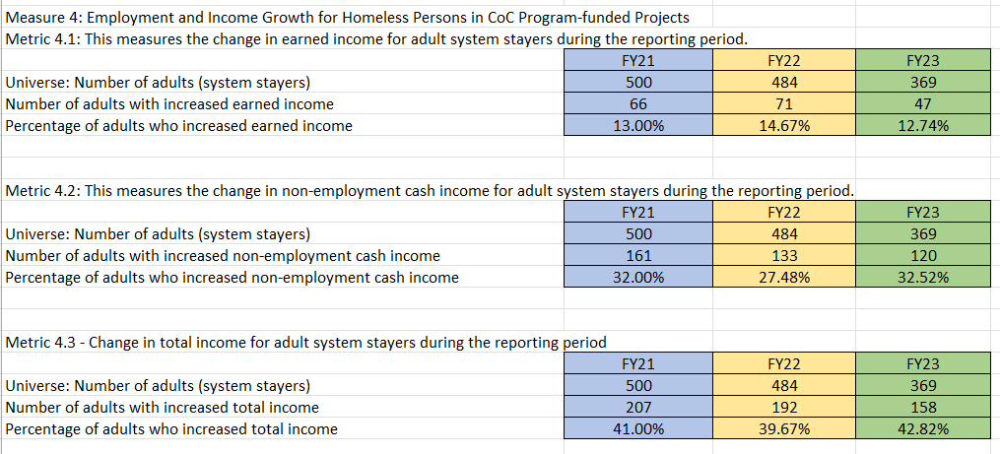 Measure 4: Employment and Income Growth for Homeless Persons in CoC Program-funded Projects
Metric 4.1: This measures the change in earned income for adult system stayers during the reporting period.
FY21 FY22 FY23
Universe: Number of adults (system stayers) 500 484 369
Number of adults with increased earned income 66 71 47
Percentage of adults who increased earned income 13.00% 14.67% 12.74%
Metric 4.2: This measures the change in non-employment cash income for adult system stayers during the reporting period.
FY21 FY22 FY23
Universe: Number of adults (system stayers) 500 484 369
Number of adults with increased non-employment cash income 161 133 120
Percentage of adults who increased non-employment cash income 32.00% 27.48% 32.52%
Metric 4.3 - Change in total income for adult system stayers during the reporting period
FY21 FY22 FY23
Universe: Number of adults (system stayers) 500 484 369
Number of adults with increased total income 207 192 158
Percentage of adults who increased total income 41.00% 39.67% 42.82%